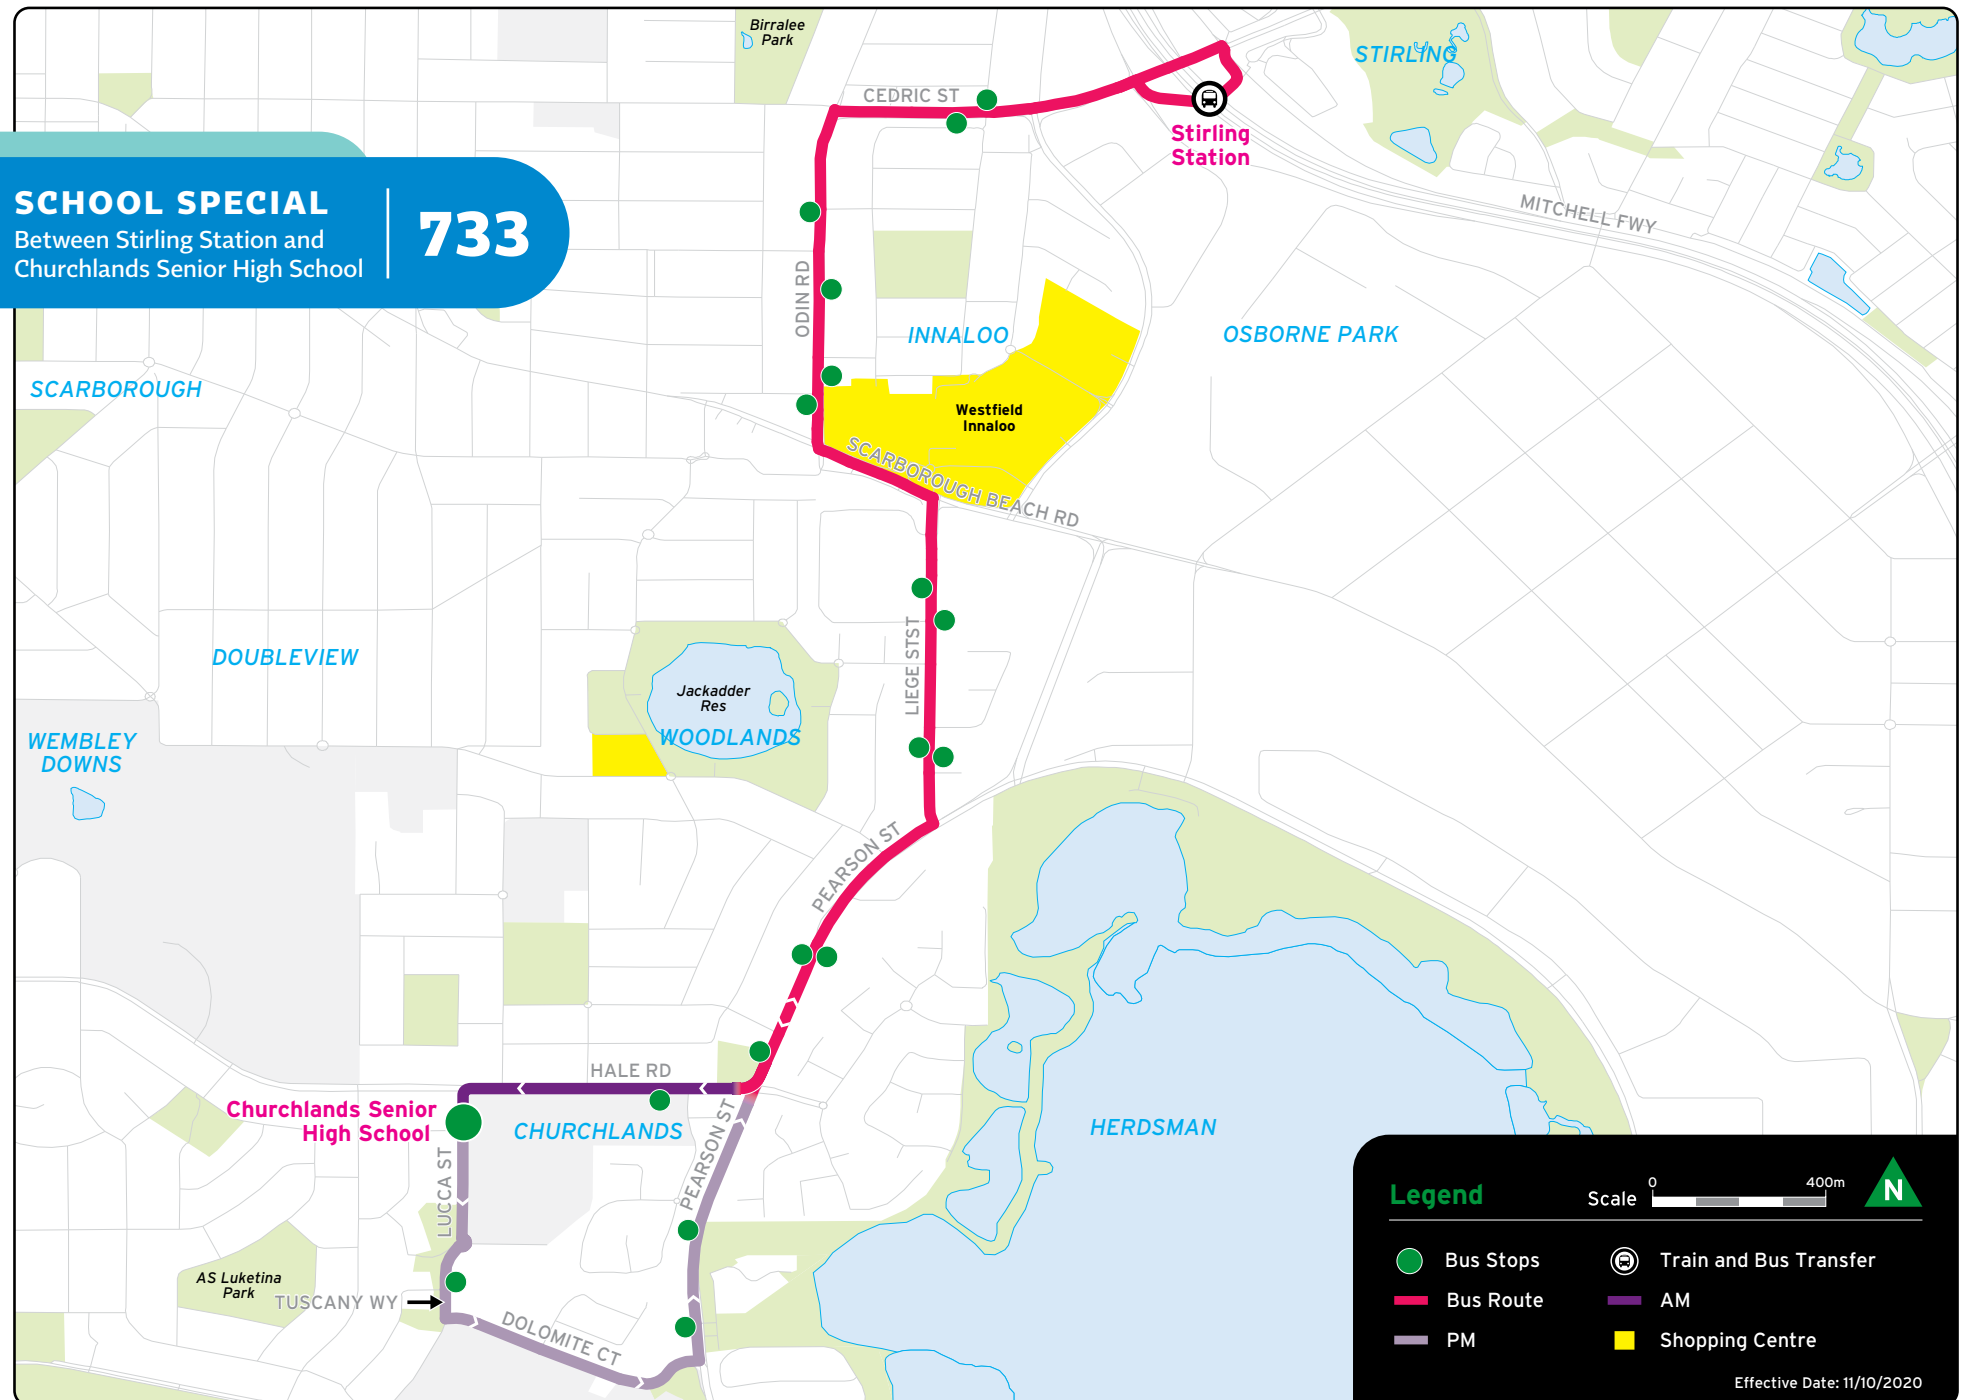 Birralee
Park
STIRLING
CEDRIC ST
Stirling
Station
SCHOOL SPECIAL
Between Stirling Station and
Churchlands Senior High School
733
MITCHELL FWY
ODIN RD
INNALOO
OSBORNE PARK
SCARBOROUGH
Westfield
Innaloo
SCARBOROUGH BEACH RD
DOUBLEVIEW
LIEGE STST
Jackadder
Res
WOODLANDS
WEMBLEY
DOWNS
PEARSON ST
HALE RD
Churchlands Senior
High School
CHURCHLANDS
PEARSON ST
HERDSMAN
LUCCA ST
AS Luketina
Park
TUSCANY WY
DOLOMITE CT
Legend
Scale
0
400m
N
Bus Stops
Train and Bus Transfer
Bus Route
AM
PM
Shopping Centre
Effective Date: 11/10/2020